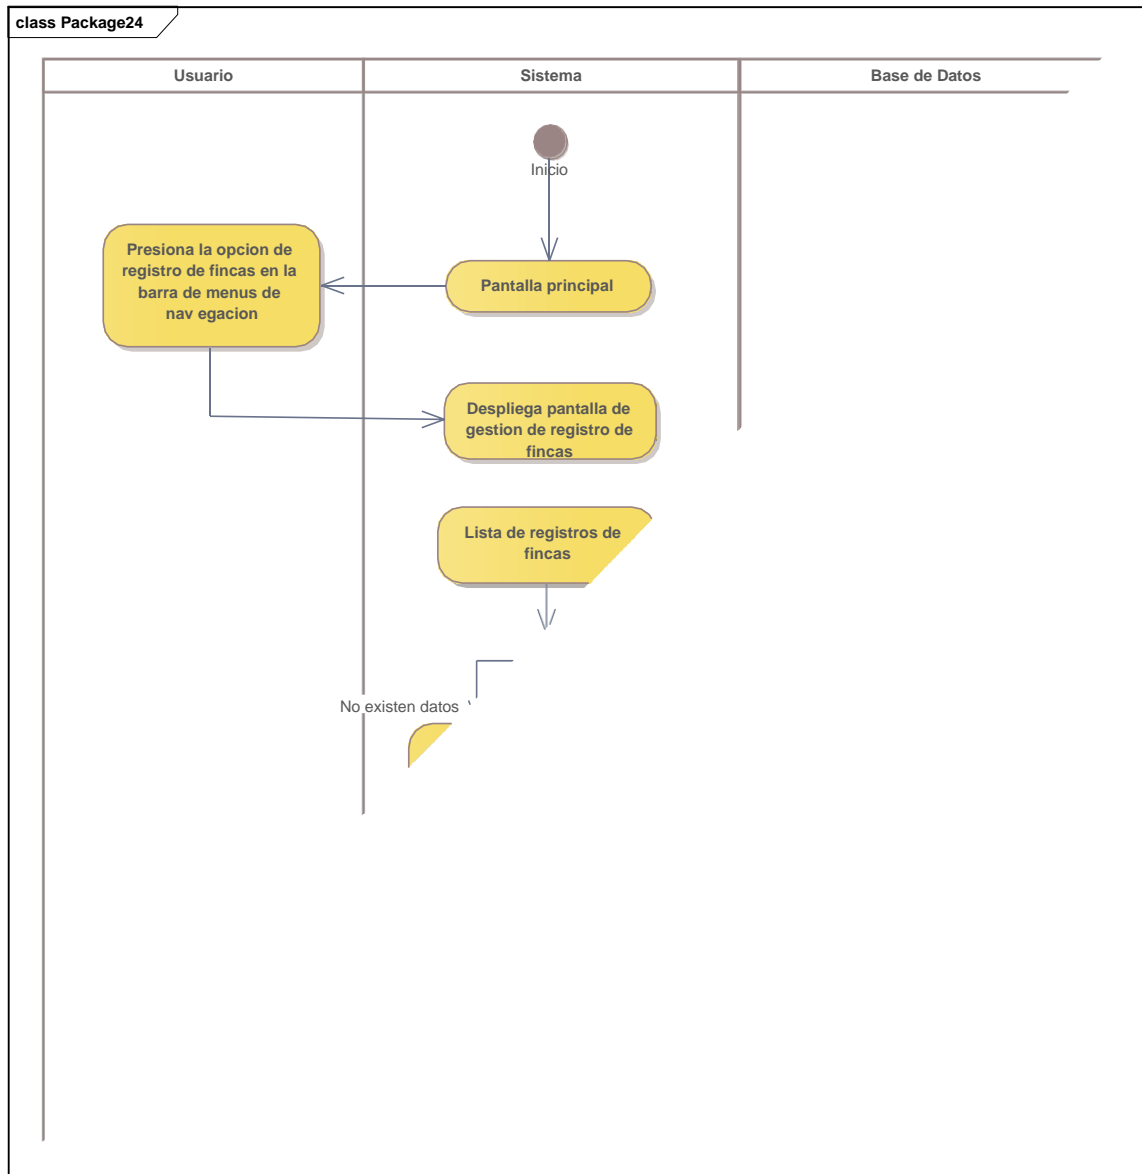 class Package24
Usuario
Sistema
Base de Datos
Inicio
Presiona la opcion de
registro de fincas en la
barra de menus de
nav egacion
Pantalla principal
Despliega pantalla de
gestion de registro de
fincas
Lista de registros de
fincas
No existen datos